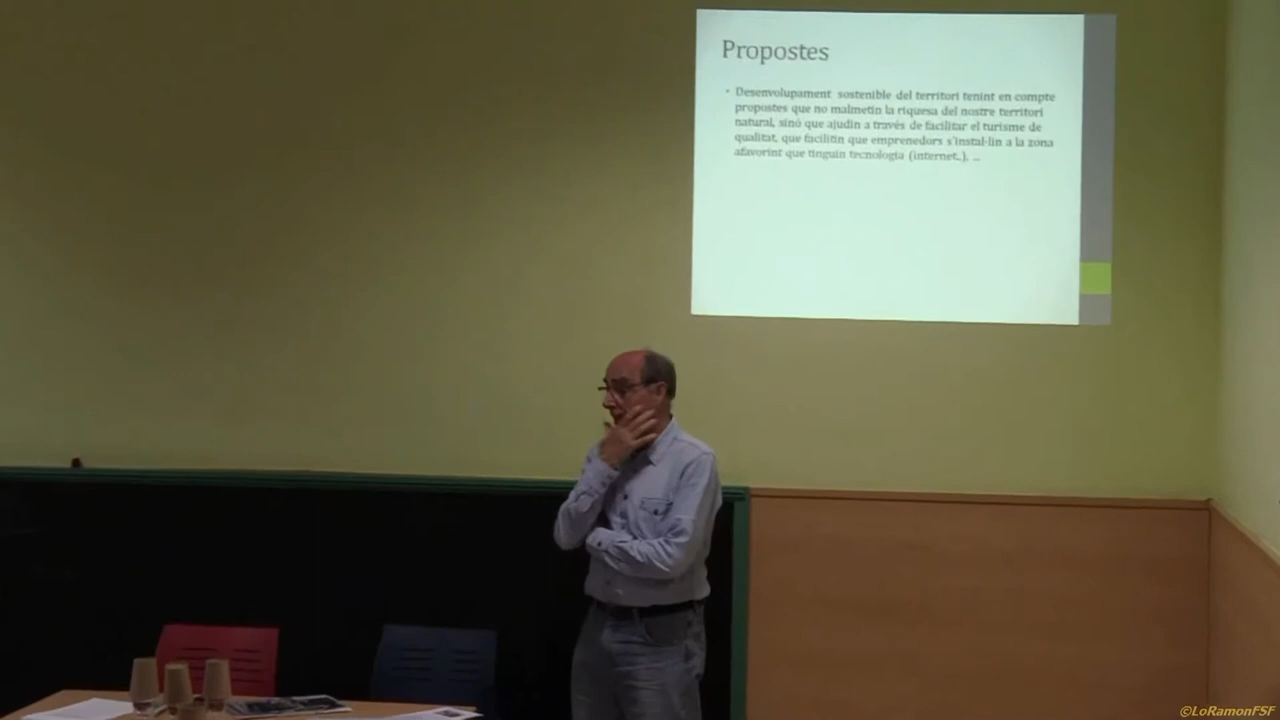 Propostes
• Desenvolupament sostenible del territori tenint en compte
propostes que no malmetin la riquesa del nostre territori
natural, sinó que ajudin a través de facilitar el turisme de
qualitat, que facilitin que emprenedors s'instal·lin a la zona
afavorint que tinguin tecnologia (internet..). ...
©LoRamonFSF